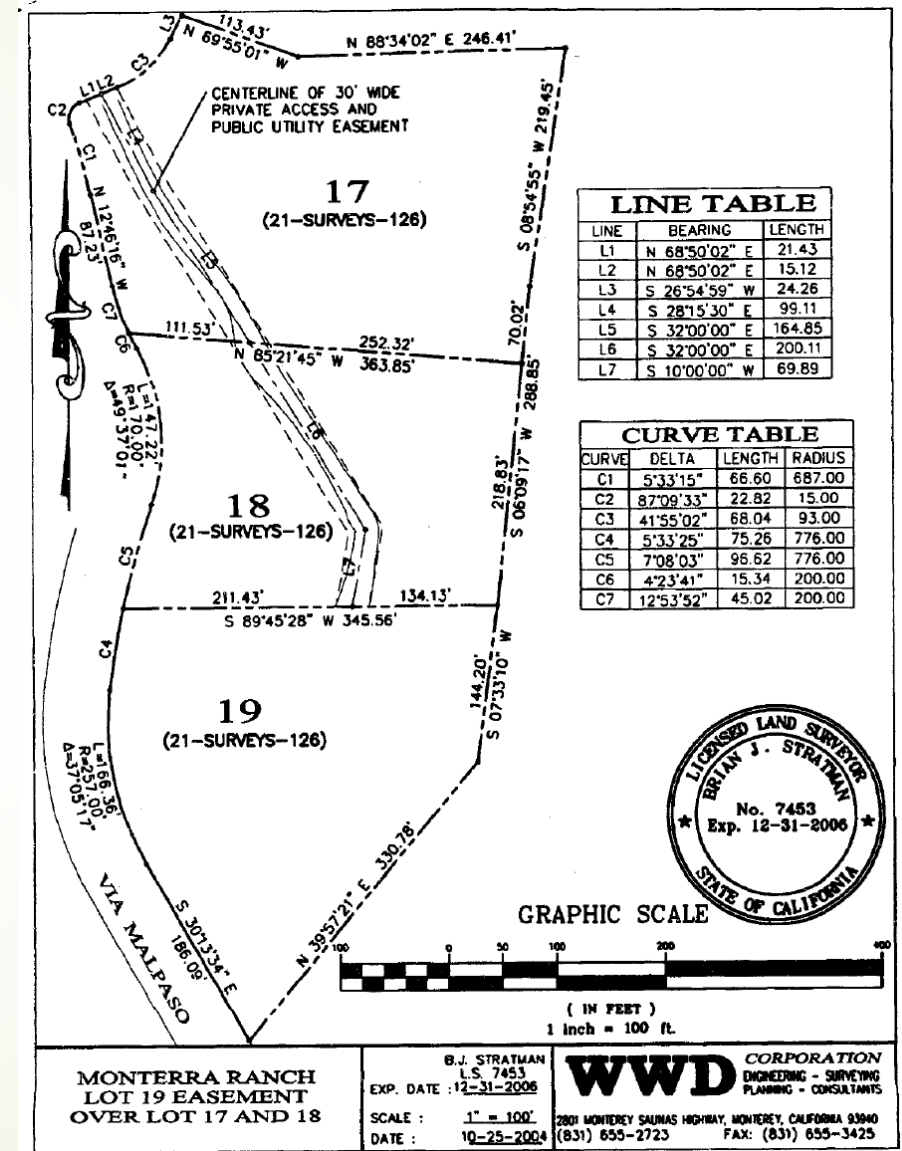 113.43'
N 69°55'01" W
N 88°34'02" E 246.41'
L3
C3
L1
L2
C2
CENTERLINE OF 30' WIDE
PRIVATE ACCESS AND
PUBLIC UTILITY EASEMENT
L4
C1
N 12°46'16" W
87.23'
17
(21-SURVEYS-126)
S 08°54'55" W 219.45'
L5
C7
C6
111.53'
252.32'
N 85°21'45" W
363.85'
70.02'
288.85'
218.83'
S 06°09'17" W
L=147.22'
R=170.00'
Δ=49°37'01"
L6
18
(21-SURVEYS-126)
C5
L7
211.43'
134.13'
S 89°45'28" W 345.56'
C4
144.20'
S 07°33'10" W
19
(21-SURVEYS-126)
L=166.36'
R=257.00'
Δ=37°05'17"
N 39°57'21" E 330.78'
S 30°13'34" E
186.09'
VIA MALPASO
LINE TABLE
LINE BEARING LENGTH
L1 N 68°50'02" E 21.43
L2 N 68°50'02" E 15.12
L3 S 26°54'59" W 24.26
L4 S 28°15'30" E 99.11
L5 S 32°00'00" E 164.85
L6 S 32°00'00" E 200.11
L7 S 10°00'00" W 69.89
CURVE TABLE
CURVE DELTA LENGTH RADIUS
C1 5°33'15" 66.60 687.00
C2 87°09'33" 22.82 15.00
C3 41°55'02" 68.04 93.00
C4 5°33'25" 75.26 776.00
C5 7°08'03" 96.62 776.00
C6 4°23'41" 15.34 200.00
C7 12°53'52" 45.02 200.00
LICENSED LAND SURVEYOR
BRIAN J. STRATMAN
No. 7453
Exp. 12-31-2006
STATE OF CALIFORNIA
GRAPHIC SCALE
100 0 50 100 200 400
( IN FEET )
1 inch = 100 ft.
MONTERRA RANCH
LOT 19 EASEMENT
OVER LOT 17 AND 18
B.J. STRATMAN
L.S. 7453
EXP. DATE : 12-31-2006
SCALE : 1" = 100'
DATE : 10-25-2004
WWD CORPORATION
ENGINEERING - SURVEYING
PLANNING - CONSULTANTS
2801 MONTEREY SALINAS HIGHWAY, MONTEREY, CALIFORNIA 93940
(831) 655-2723 FAX: (831) 655-3425